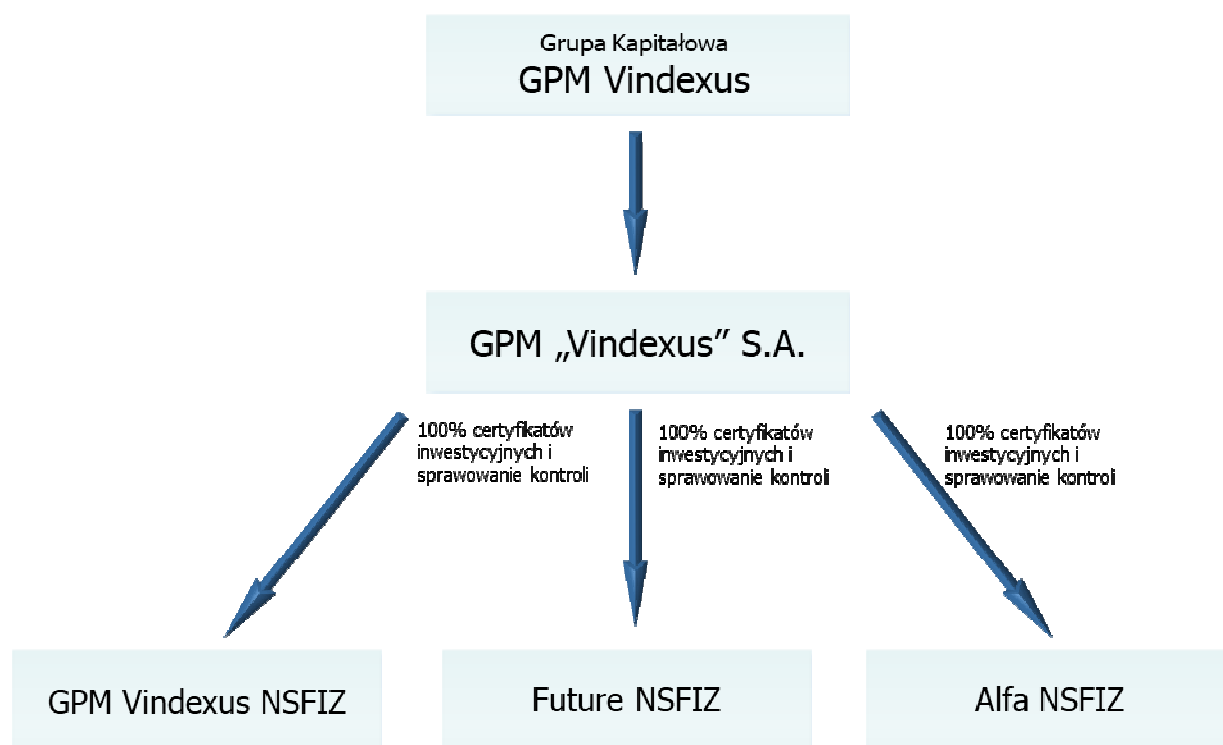 Grupa Kapitałowa
GPM Vindexus
GPM „Vindexus” S.A.
100% certyfikatów
inwestycyjnych i
sprawowanie kontroli
100% certyfikatów
inwestycyjnych i
sprawowanie kontroli
100% certyfikatów
inwestycyjnych i
sprawowanie kontroli
GPM Vindexus NSFIZ
Future NSFIZ
Alfa NSFIZ